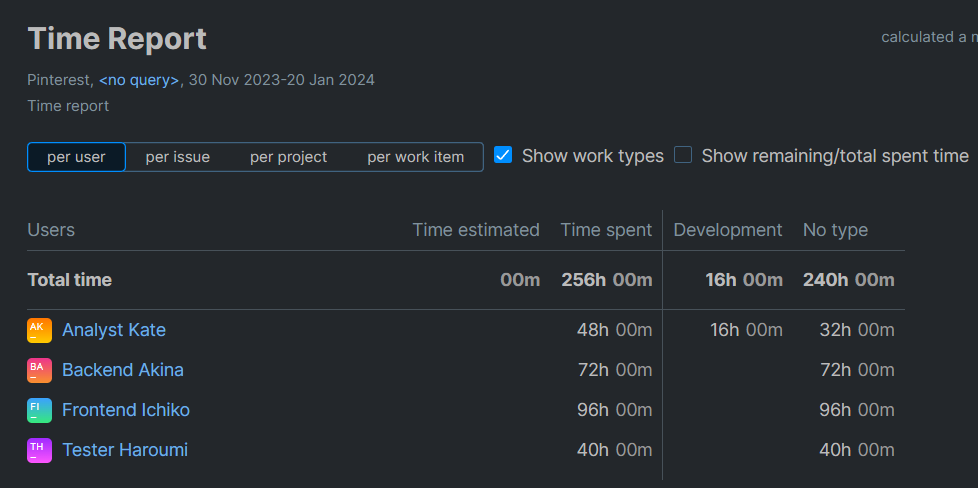 Time Report
calculated a m
Pinterest, <no query>, 30 Nov 2023-20 Jan 2024
Time report
per user per issue per project per work item Show work types Show remaining/total spent time
Users Time estimated Time spent Development No type
Total time 00m 256h 00m 16h 00m 240h 00m
AK Analyst Kate 48h 00m 16h 00m 32h 00m
BA Backend Akina 72h 00m 72h 00m
FI Frontend Ichiko 96h 00m 96h 00m
TH Tester Haroumi 40h 00m 40h 00m